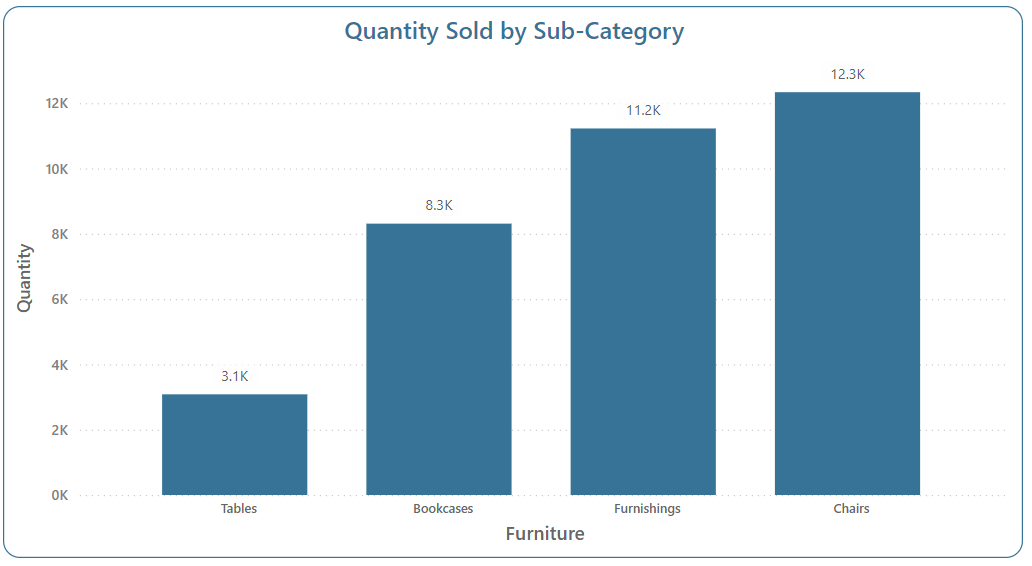 Quantity Sold by Sub-Category
12.3K
12K
11.2K
10K
8.3K
8K
Quantity
6K
4K
3.1K
2K
0K
Tables Bookcases Furnishings Chairs
Furniture